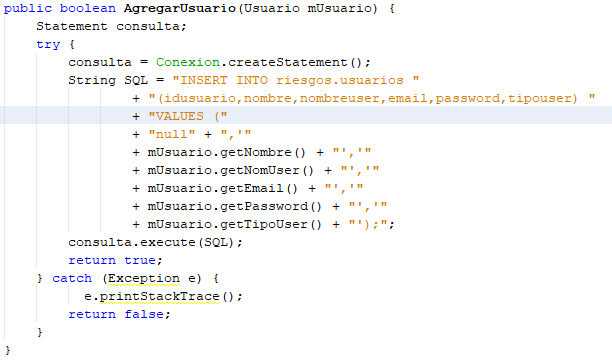 public boolean AgregarUsuario(Usuario mUsuario) {
    Statement consulta;
    try {
        consulta = Conexion.createStatement();
        String SQL = "INSERT INTO riesgos.usuarios "
                + "(idusuario,nombre,nombreuser,email,password,tipouser) "
                + "VALUES ("
                + "null" + ",'"
                + mUsuario.getNombre() + "','"
                + mUsuario.getNomUser() + "','"
                + mUsuario.getEmail() + "','"
                + mUsuario.getPassword() + "','"
                + mUsuario.getTipoUser() + "');";
        consulta.execute(SQL);
        return true;
    } catch (Exception e) {
          e.printStackTrace();
        return false;
    }
}